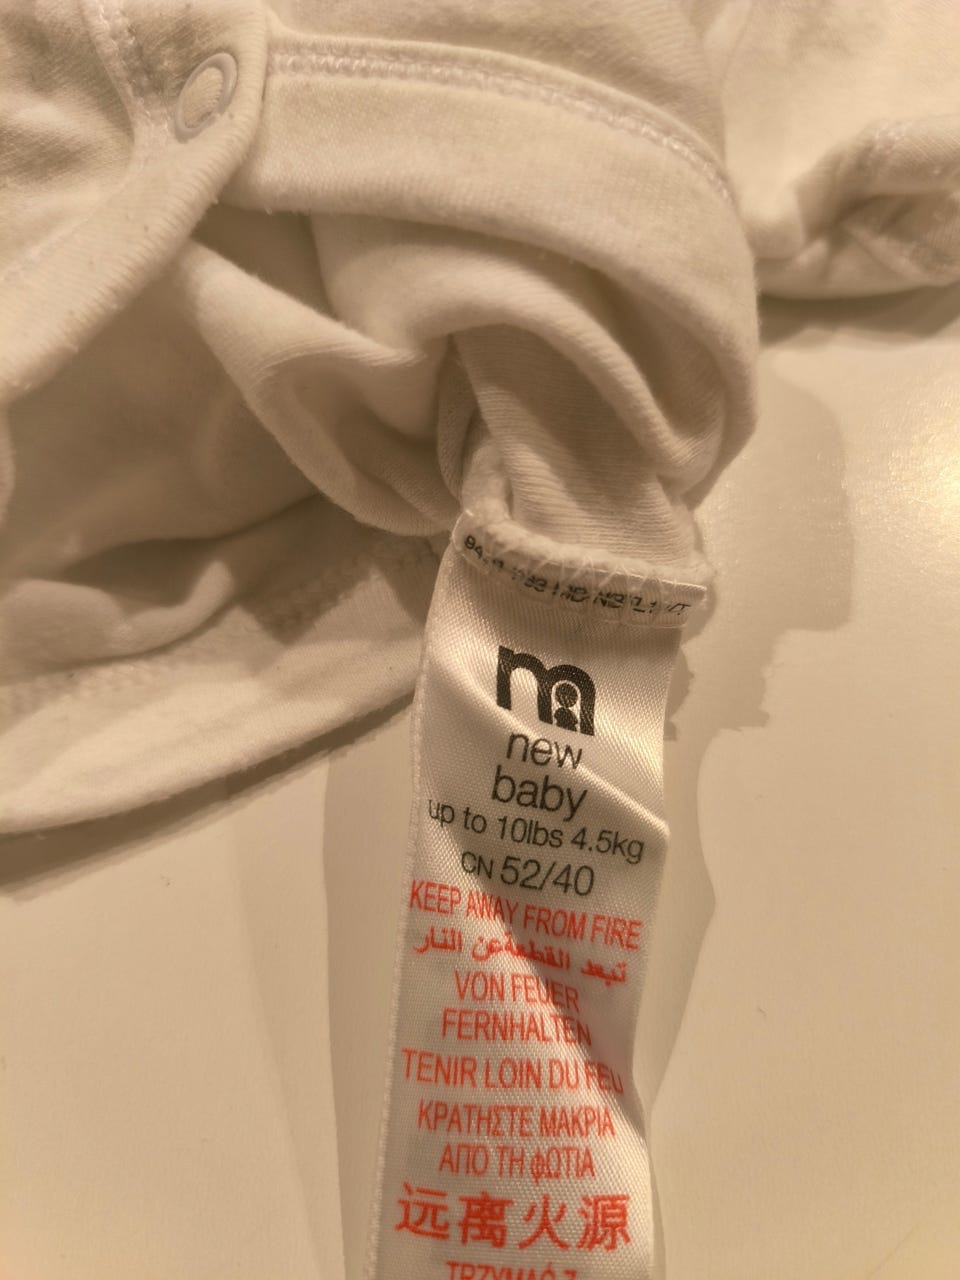 new
baby
up to 10lbs 4.5kg
CN 52/40
KEEP AWAY FROM FIRE
تبعد القطعة عن النار
VON FEUER
FERNHALTEN
TENIR LOIN DU FEU
ΚΡΑΤΗΣΤΕ ΜΑΚΡΙΑ
ΑΠΟ ΤΗ φΩΤΙΑ
远离火源